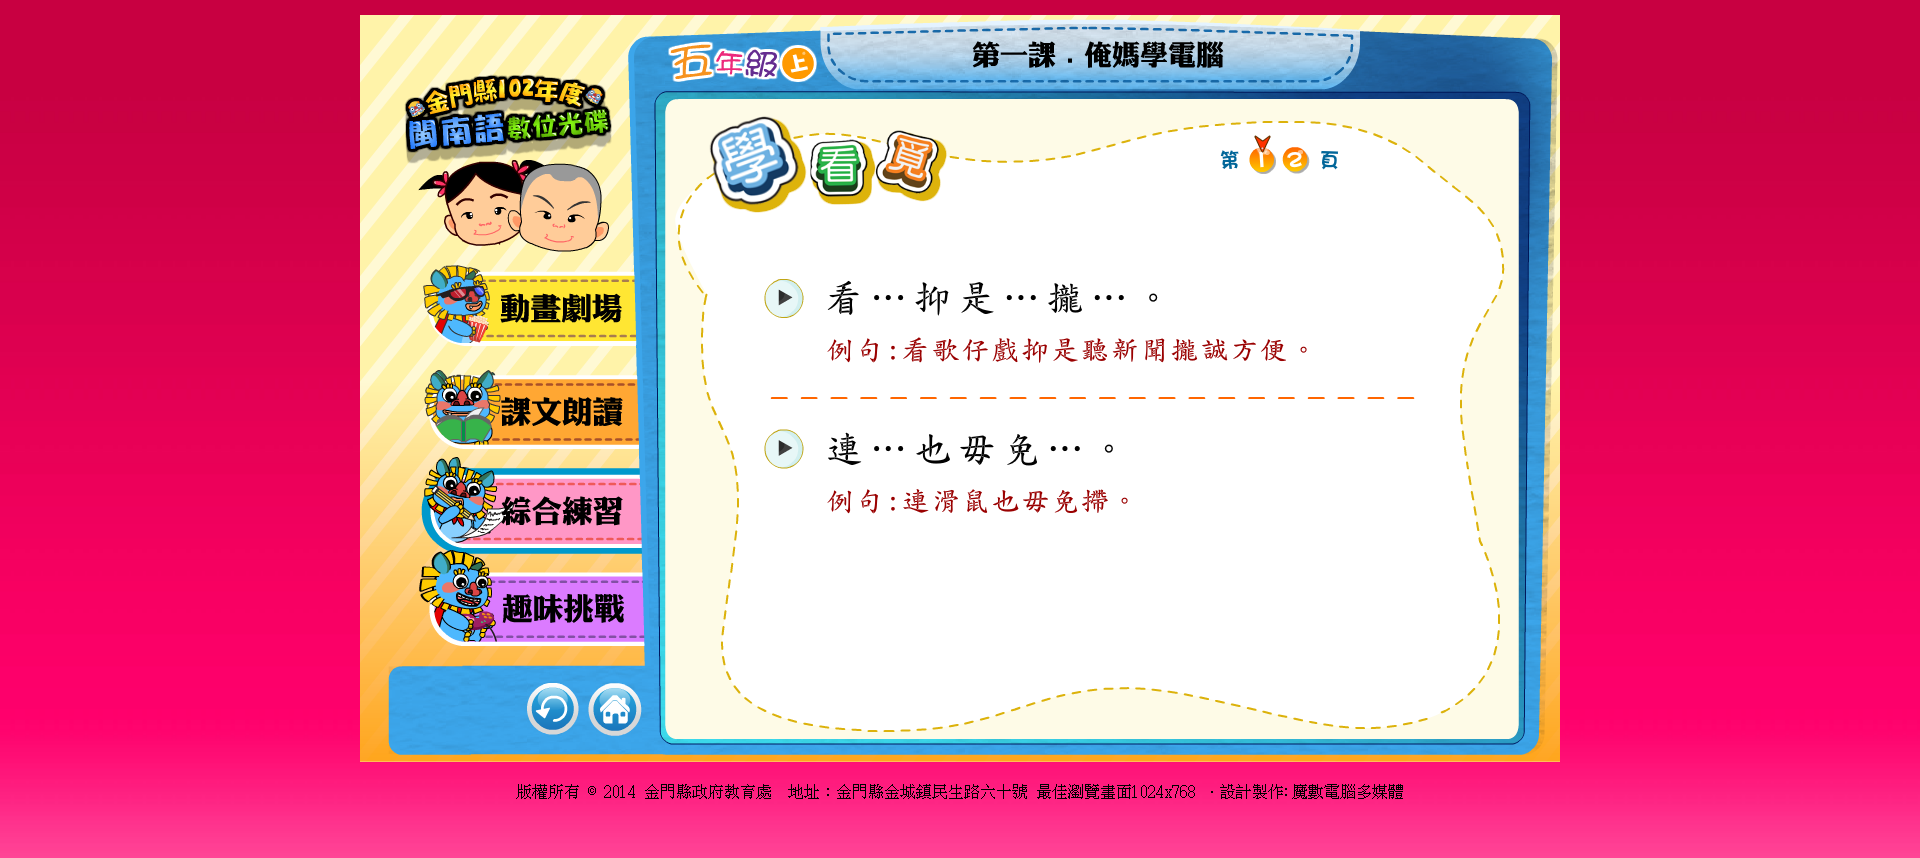 五年級上
第一課．俺媽學電腦
金門縣102年度
閩南語數位光碟
學看覓
第 1 2 頁
動畫劇場
課文朗讀
綜合練習
趣味挑戰
看…抑是…攏…。
例句:看歌仔戲抑是聽新聞攏誠方便。
連…也毋免…。
例句:連滑鼠也毋免攑。
版權所有 © 2014 金門縣政府教育處 地址：金門縣金城鎮民生路六十號 最佳瀏覽畫面1024x768 ．設計製作:魔數電腦多媒體